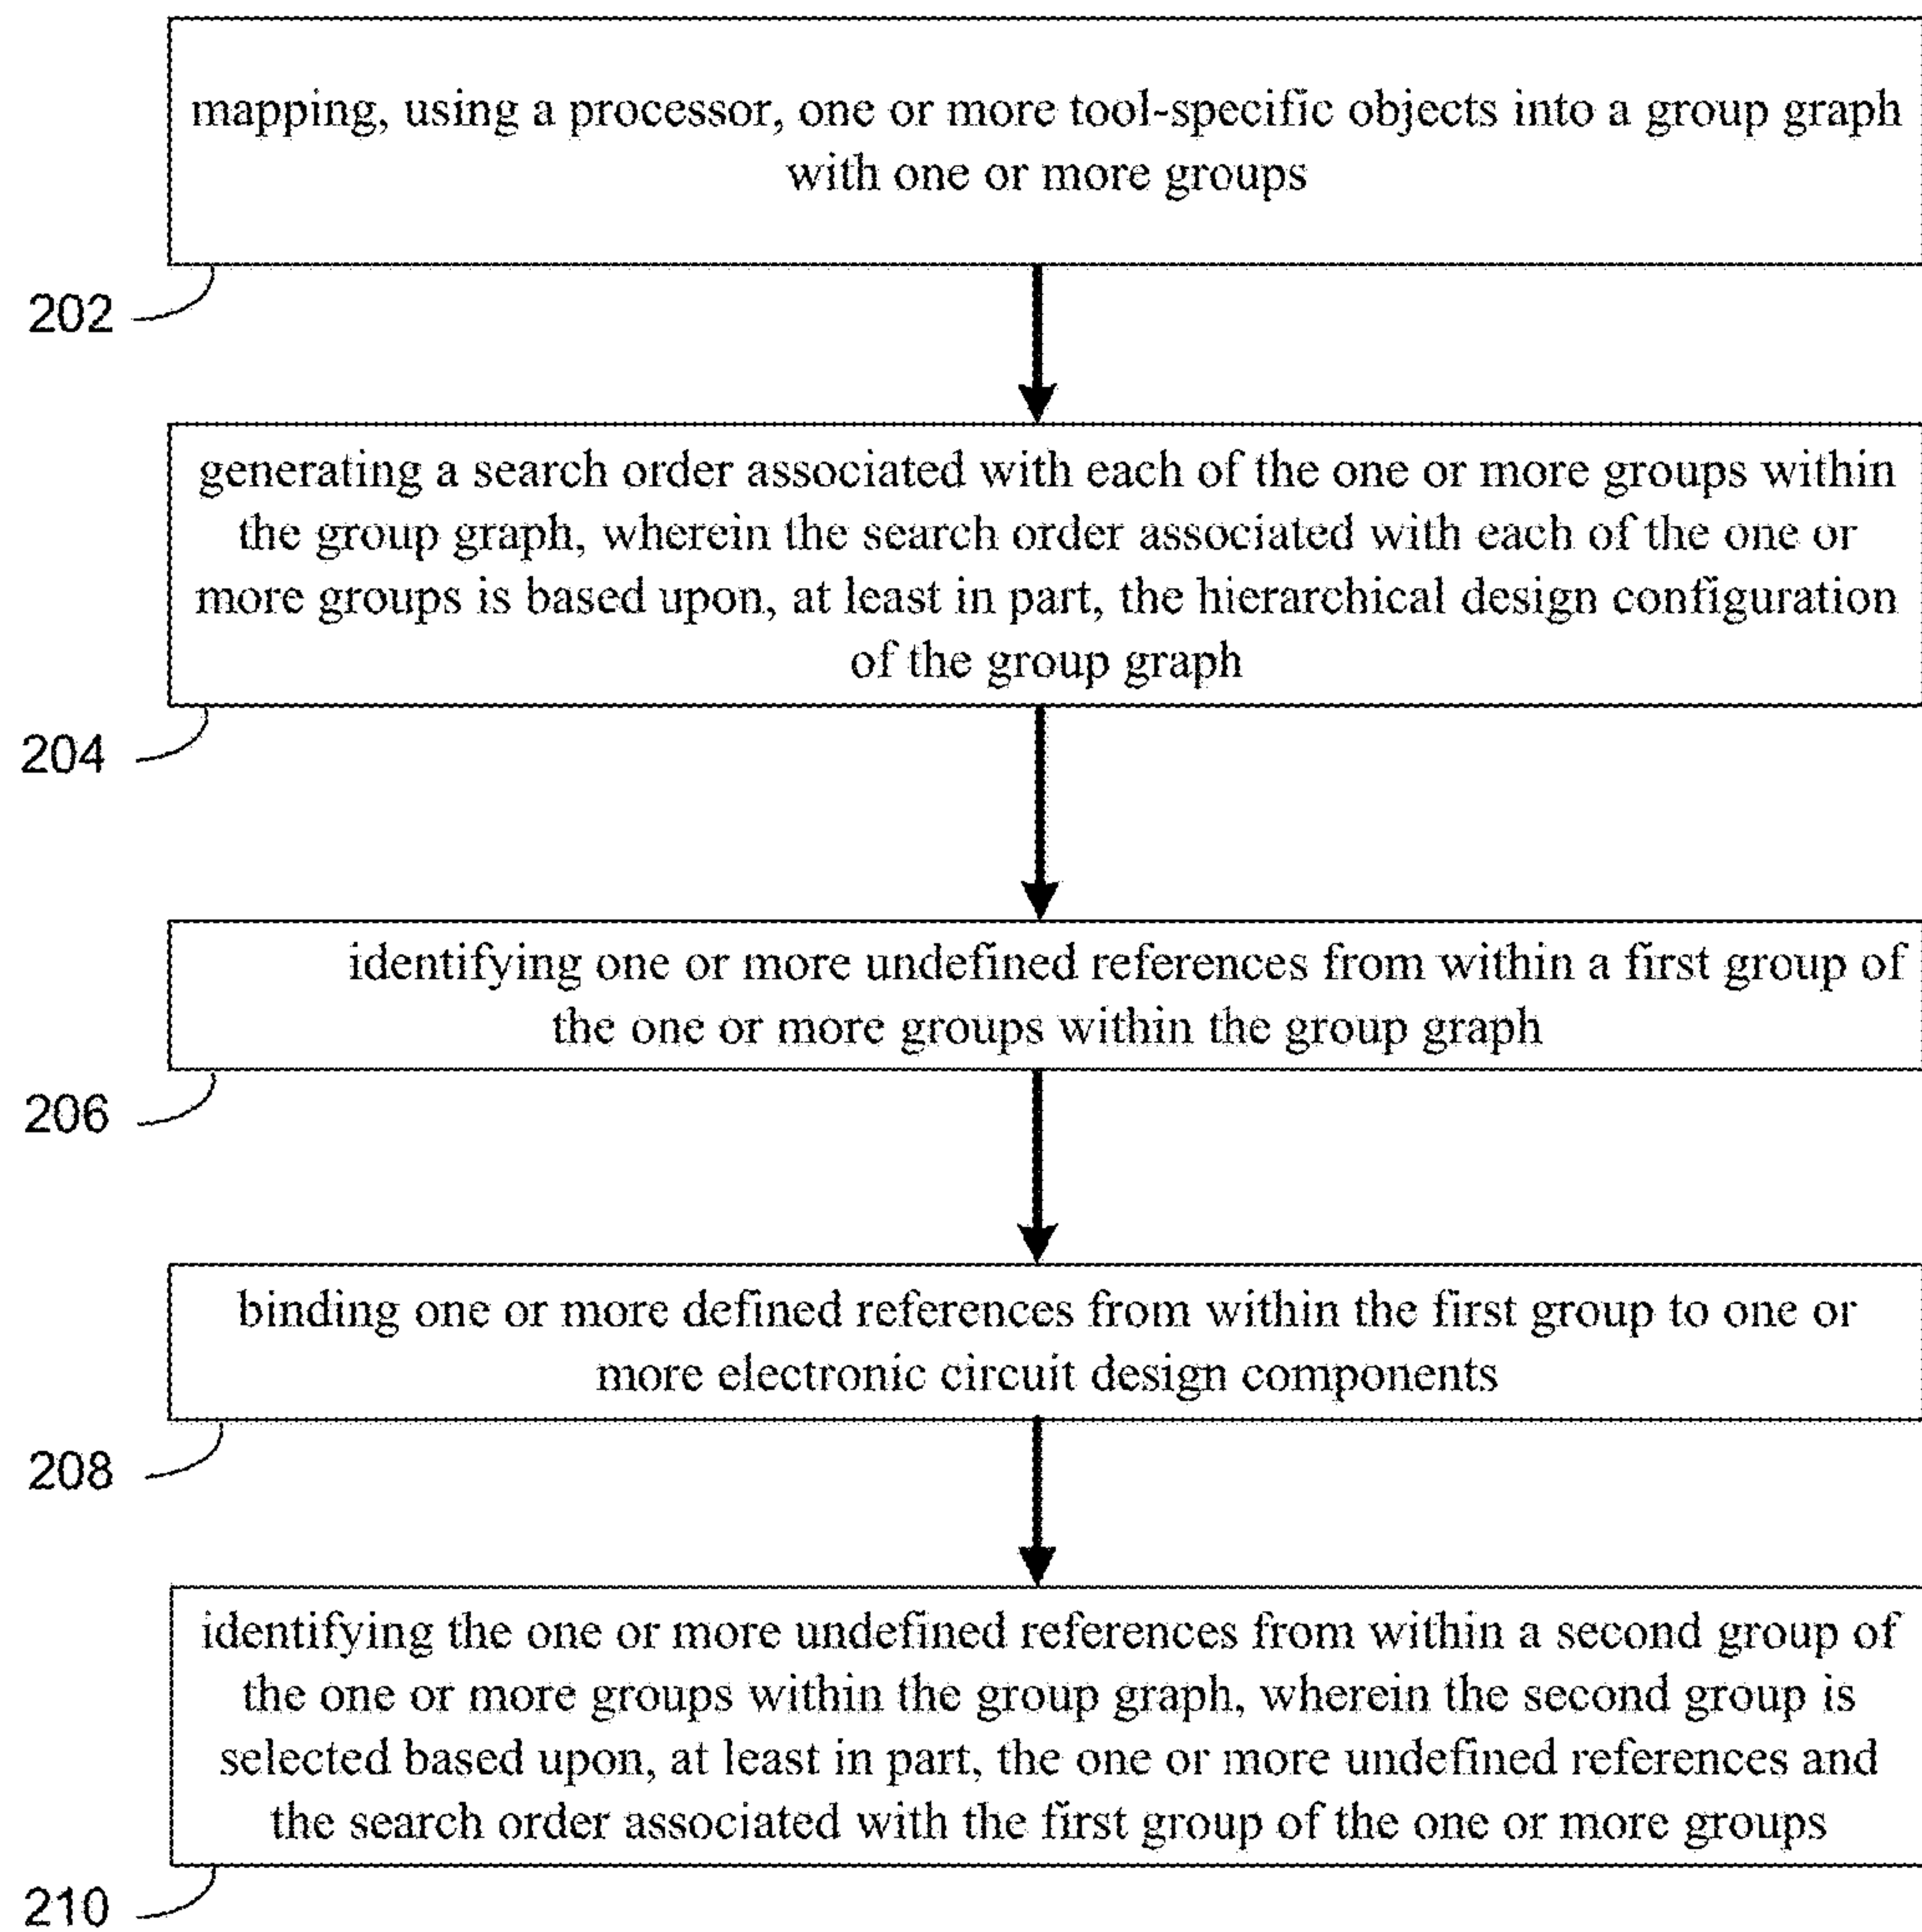 mapping, using a processor, one or more tool-specific objects into a group graph
with one or more groups
202
generating a search order associated with each of the one or more groups within
the group graph, wherein the search order associated with each of the one or
more groups is based upon, at least in part, the hierarchical design configuration
of the group graph
204
identifying one or more undefined references from within a first group of
the one or more groups within the group graph
206
binding one or more defined references from within the first group to one or
more electronic circuit design components
208
identifying the one or more undefined references from within a second group of
the one or more groups within the group graph, wherein the second group is
selected based upon, at least in part, the one or more undefined references and
the search order associated with the first group of the one or more groups
210